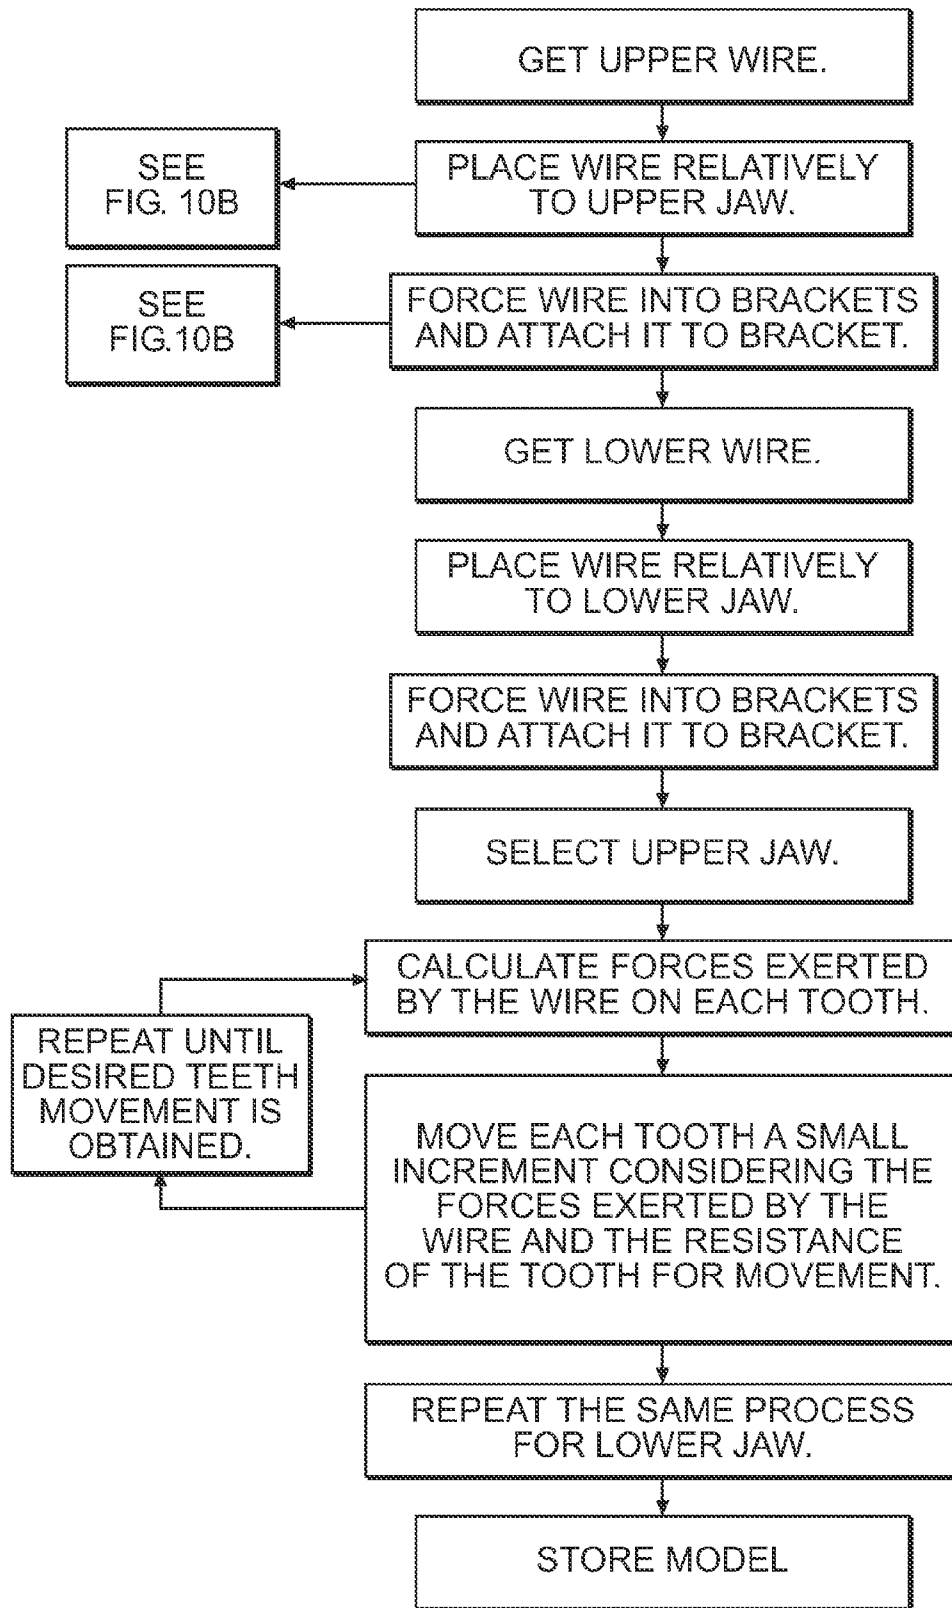 GET UPPER WIRE.
SEE
FIG. 10B
PLACE WIRE RELATIVELY
TO UPPER JAW.
SEE
FIG.10B
FORCE WIRE INTO BRACKETS
AND ATTACH IT TO BRACKET.
GET LOWER WIRE.
PLACE WIRE RELATIVELY
TO LOWER JAW.
FORCE WIRE INTO BRACKETS
AND ATTACH IT TO BRACKET.
SELECT UPPER JAW.
CALCULATE FORCES EXERTED
BY THE WIRE ON EACH TOOTH.
REPEAT UNTIL
DESIRED TEETH
MOVEMENT IS
OBTAINED.
MOVE EACH TOOTH A SMALL
INCREMENT CONSIDERING THE
FORCES EXERTED BY THE
WIRE AND THE RESISTANCE
OF THE TOOTH FOR MOVEMENT.
REPEAT THE SAME PROCESS
FOR LOWER JAW.
STORE MODEL